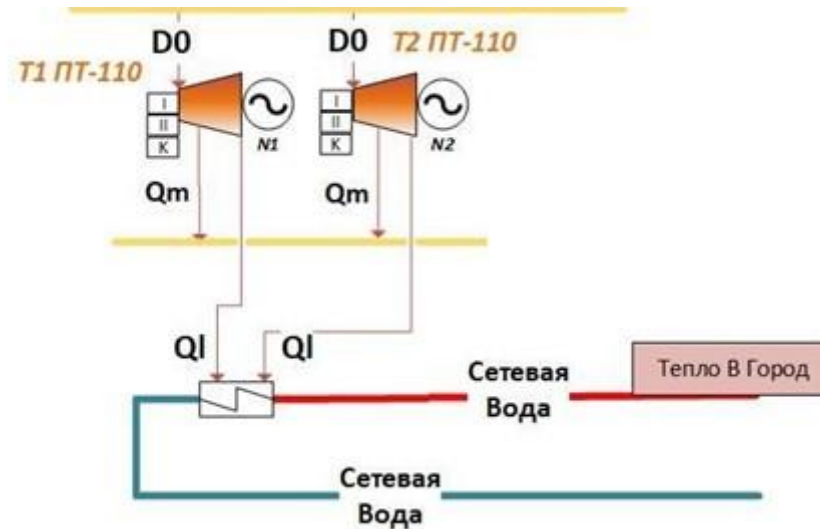 D0
D0
T2 ПТ-110
T1 ПТ-110
I
II
K
N1
I
II
K
N2
Qm
Qm
Ql
Ql
Сетевая
Вода
Тепло В Город
Сетевая
Вода